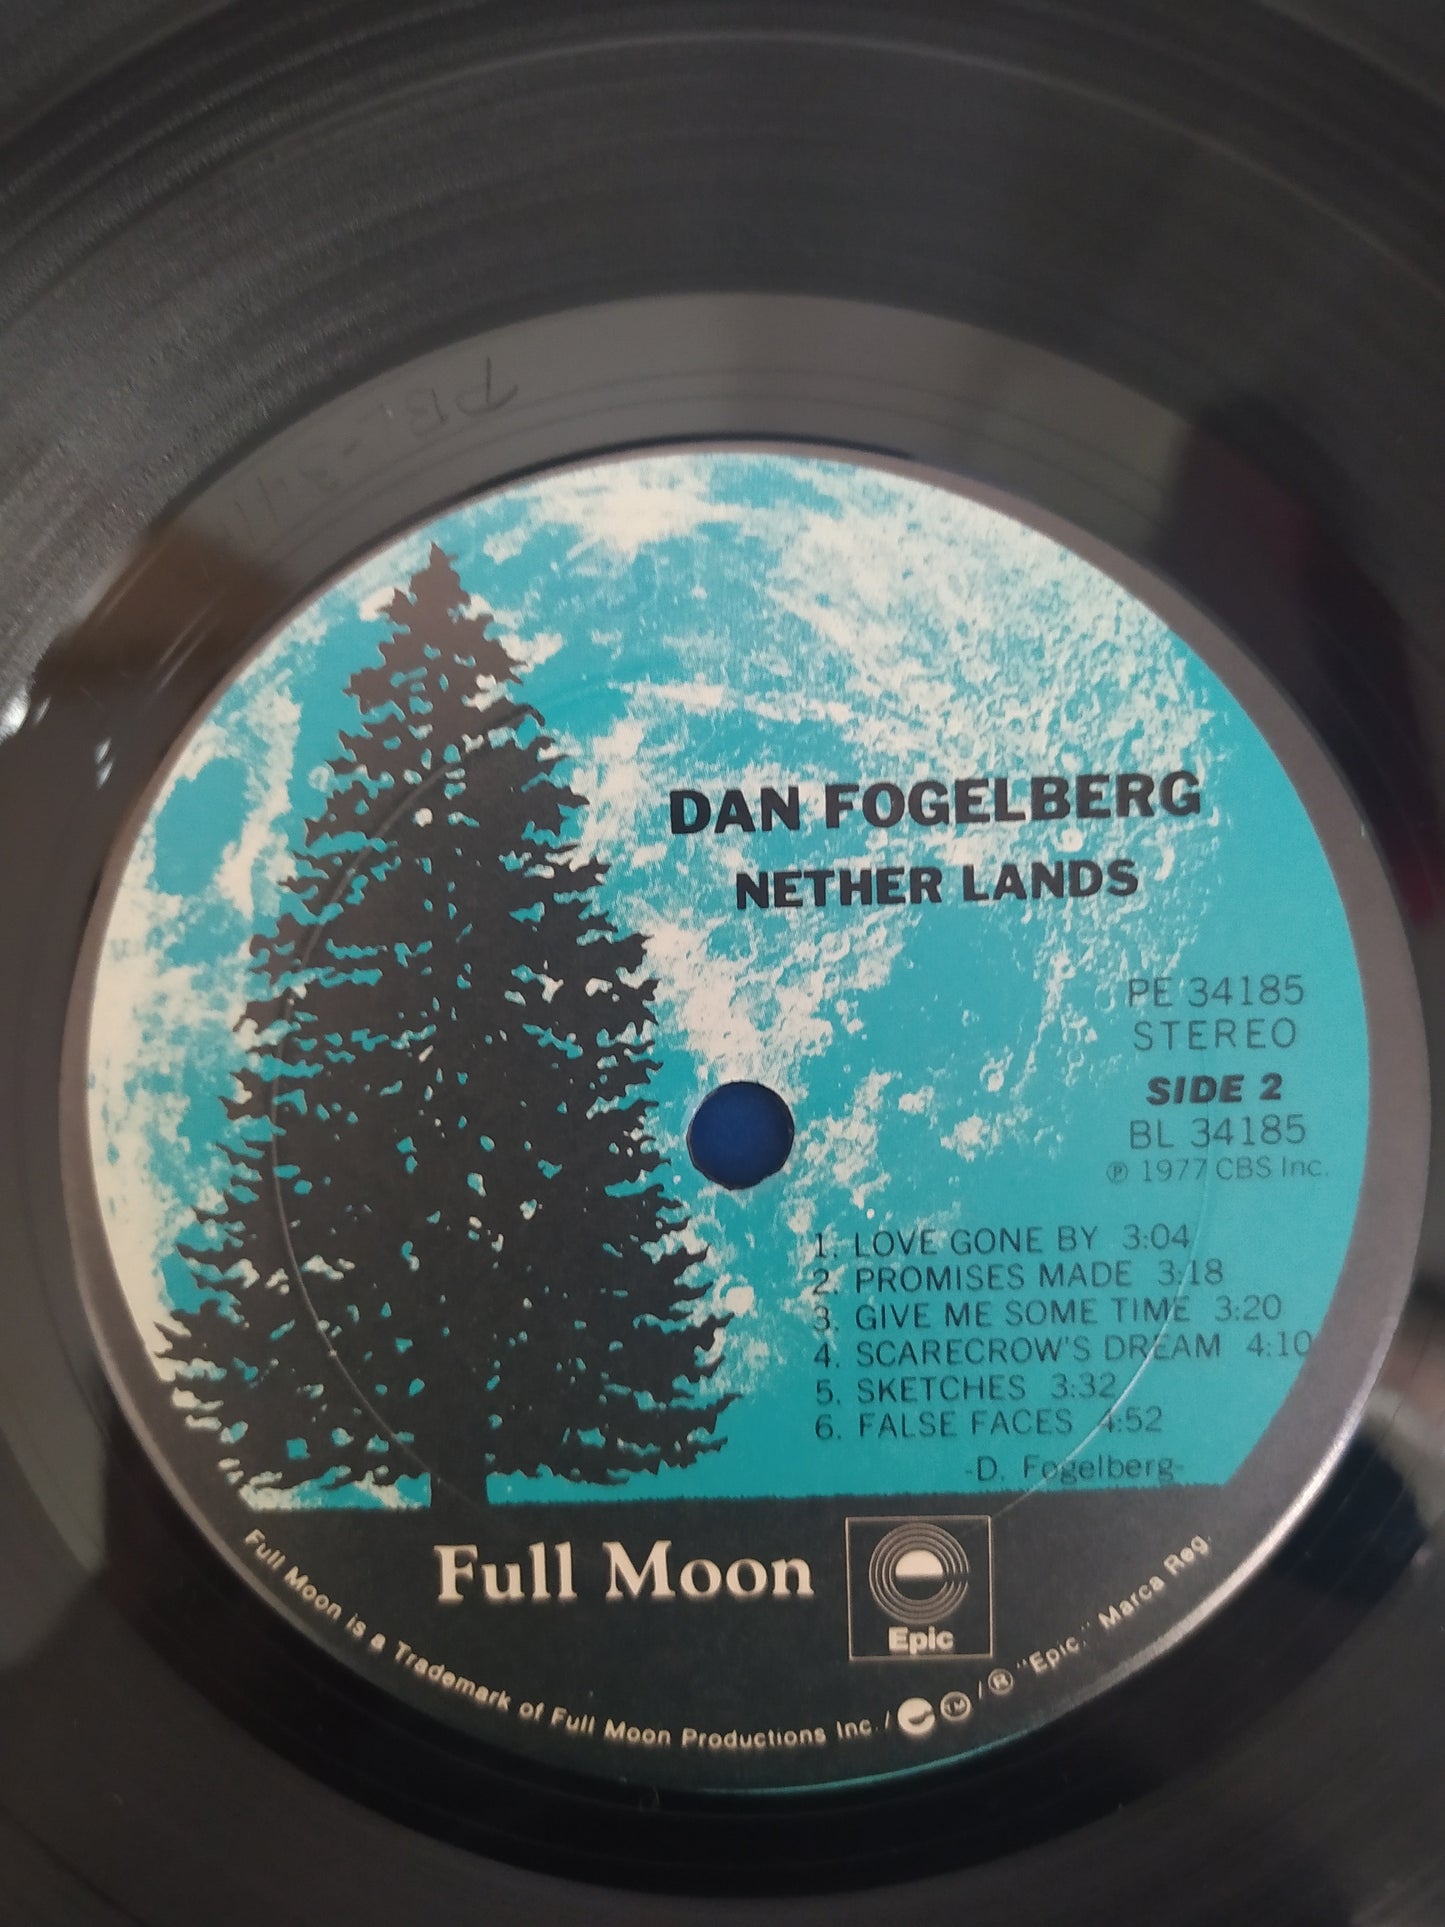 DAN FOGELBERG
NETHER LANDS
PE 34185
STEREO
SIDE 2
BL 34185
℗ 1977 CBS Inc.
1. LOVE GONE BY 3:04
2. PROMISES MADE 3:18
3. GIVE ME SOME TIME 3:20
4. SCARECROW'S DREAM 4:10
5. SKETCHES 3:32
6. FALSE FACES 4:52
-D. Fogelberg-
Full Moon
Epic
Full Moon is a Trademark of Full Moon Productions Inc. / ™ / ® "Epic," Marca Reg.